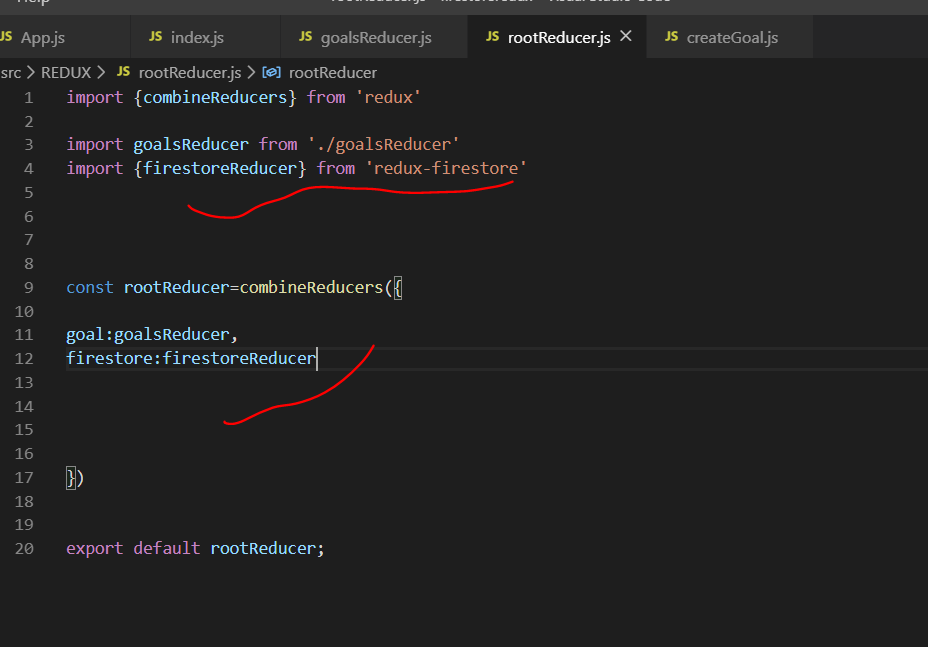 Help
JS App.js JS index.js JS goalsReducer.js JS rootReducer.js JS createGoal.js
src REDUX JS rootReducer.js rootReducer
1 import {combineReducers} from 'redux'
2
3 import goalsReducer from './goalsReducer'
4 import {firestoreReducer} from 'redux-firestore'
5
6
7
8
9 const rootReducer=combineReducers({
10
11 goal:goalsReducer,
12 firestore:firestoreReducer
13
14
15
16
17 })
18
19
20 export default rootReducer;